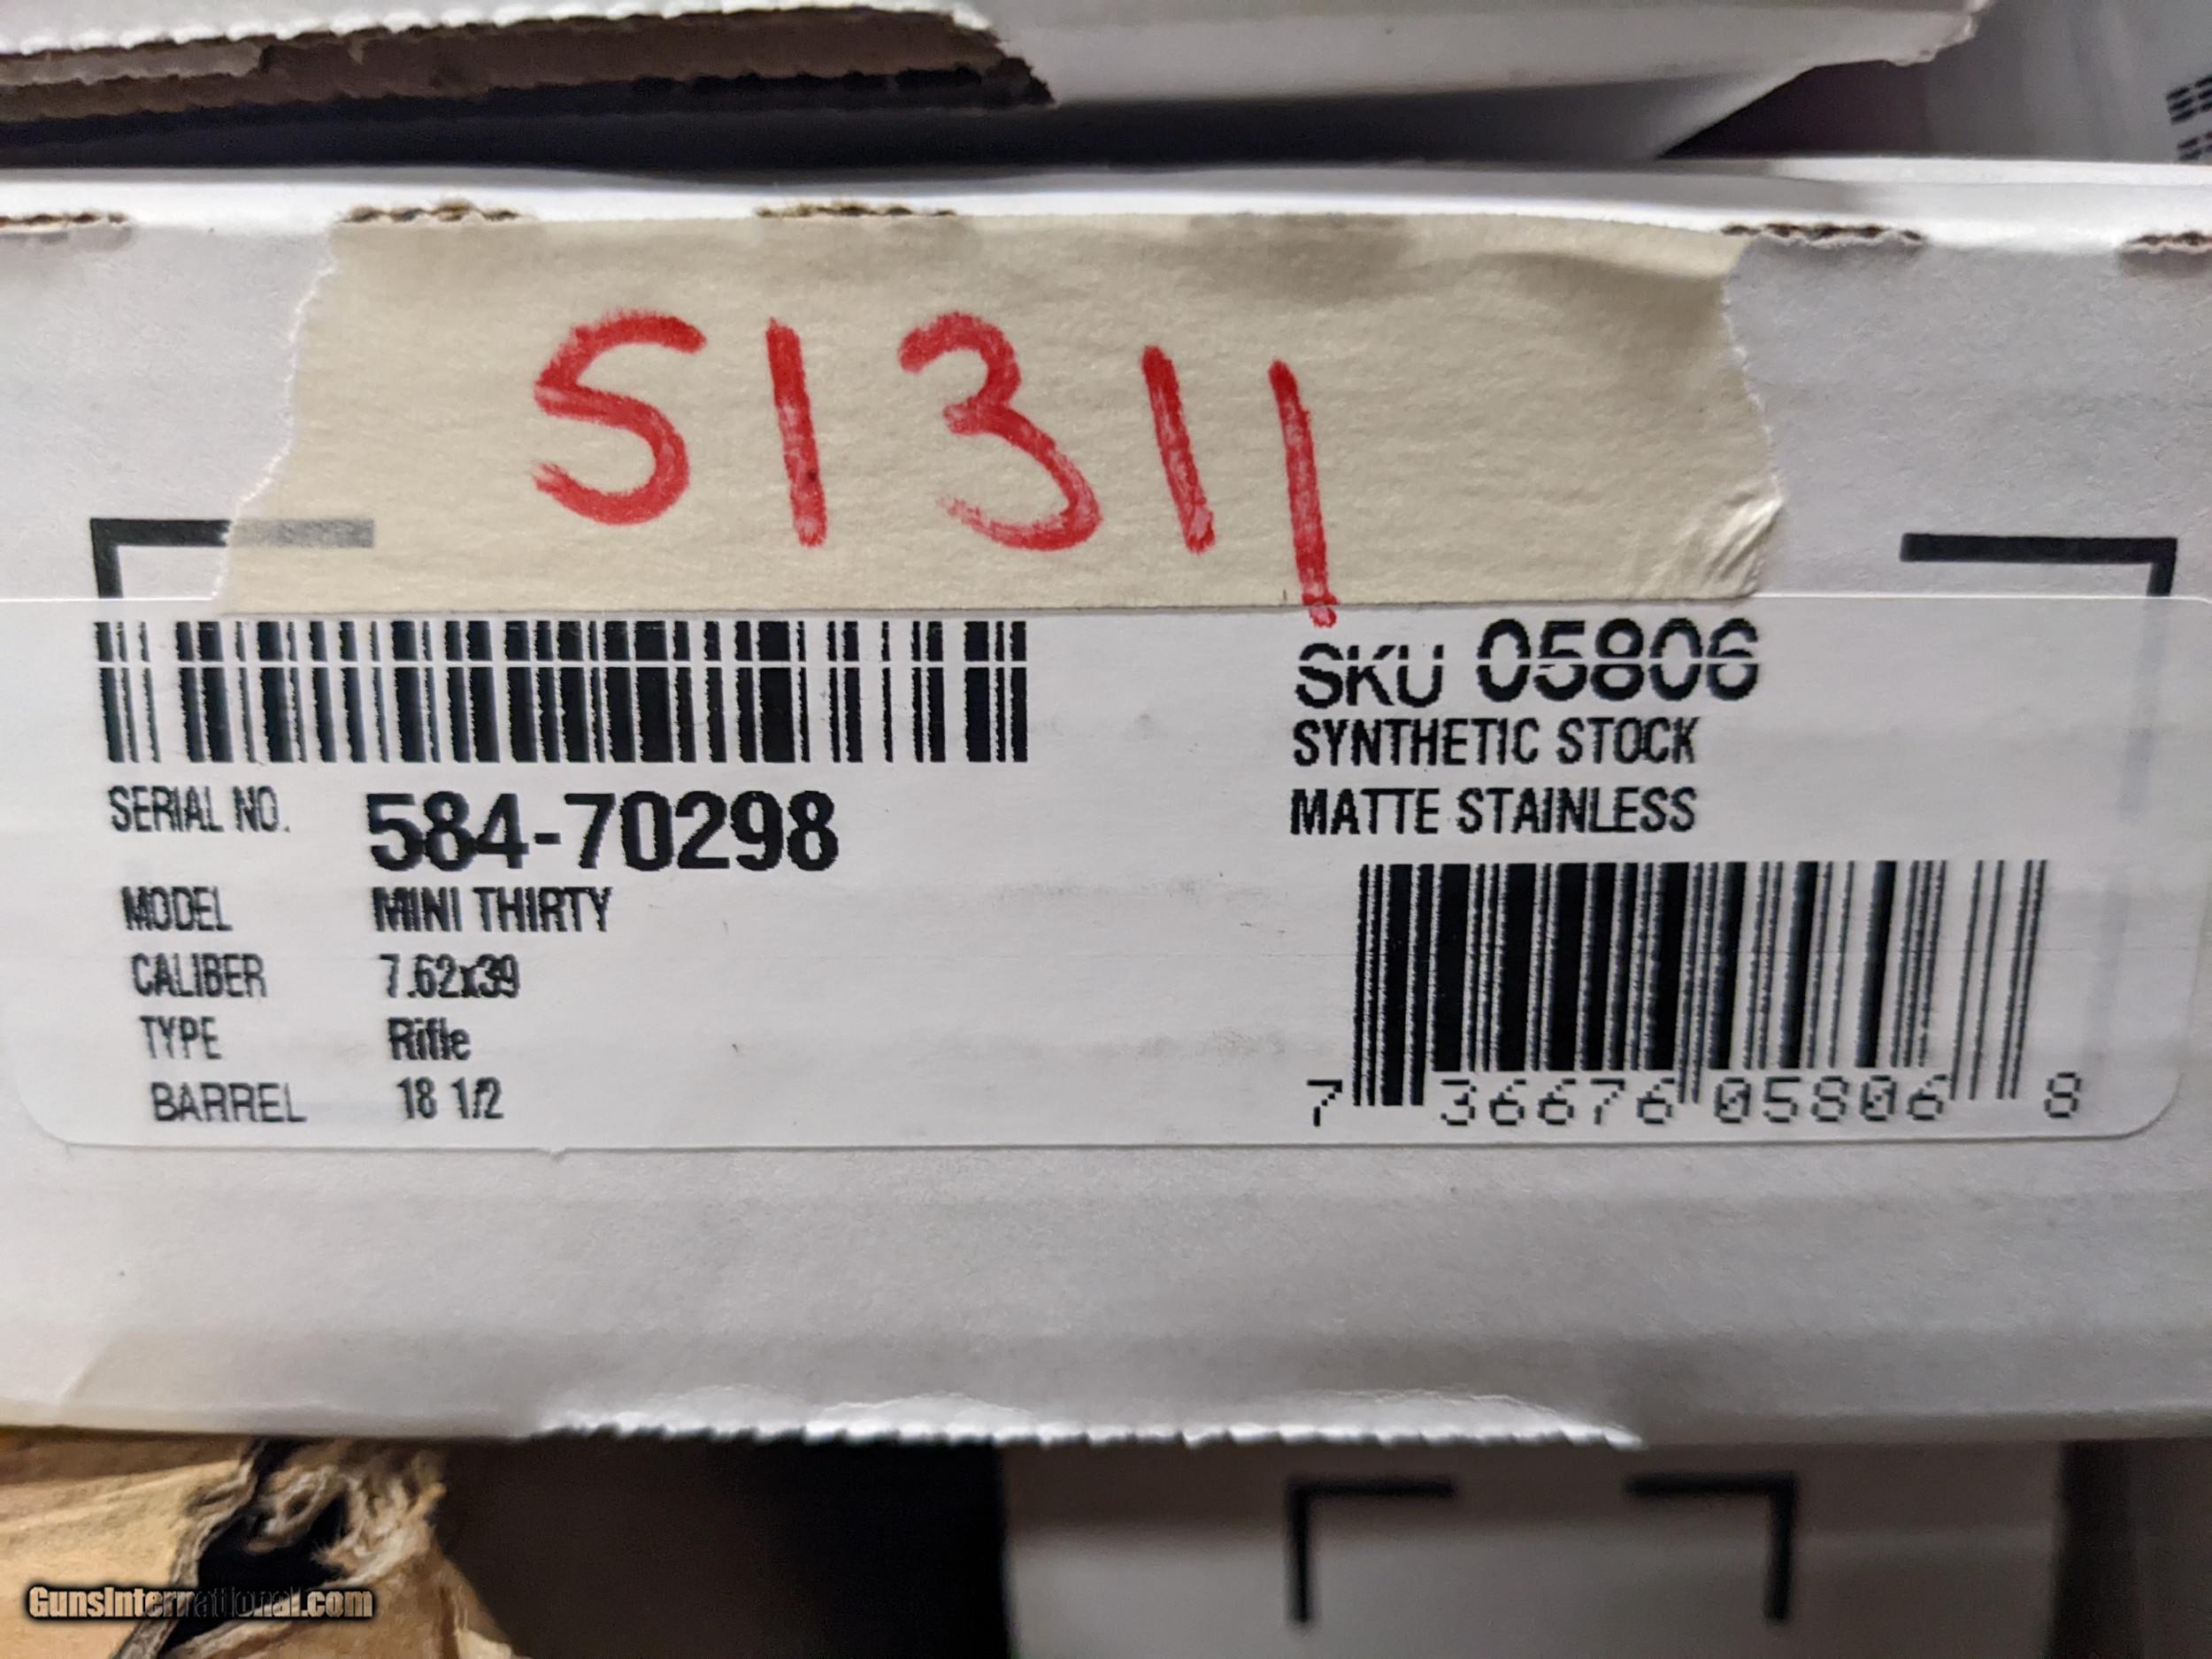 51311
SKU 05806
SYNTHETIC STOCK
MATTE STAINLESS
SERIAL NO. 584-70298
MODEL MINI THIRTY
CALIBER 7.62x39
TYPE Rifle
BARREL 18 1/2
7 36676 05806 8
GunsInternational.com